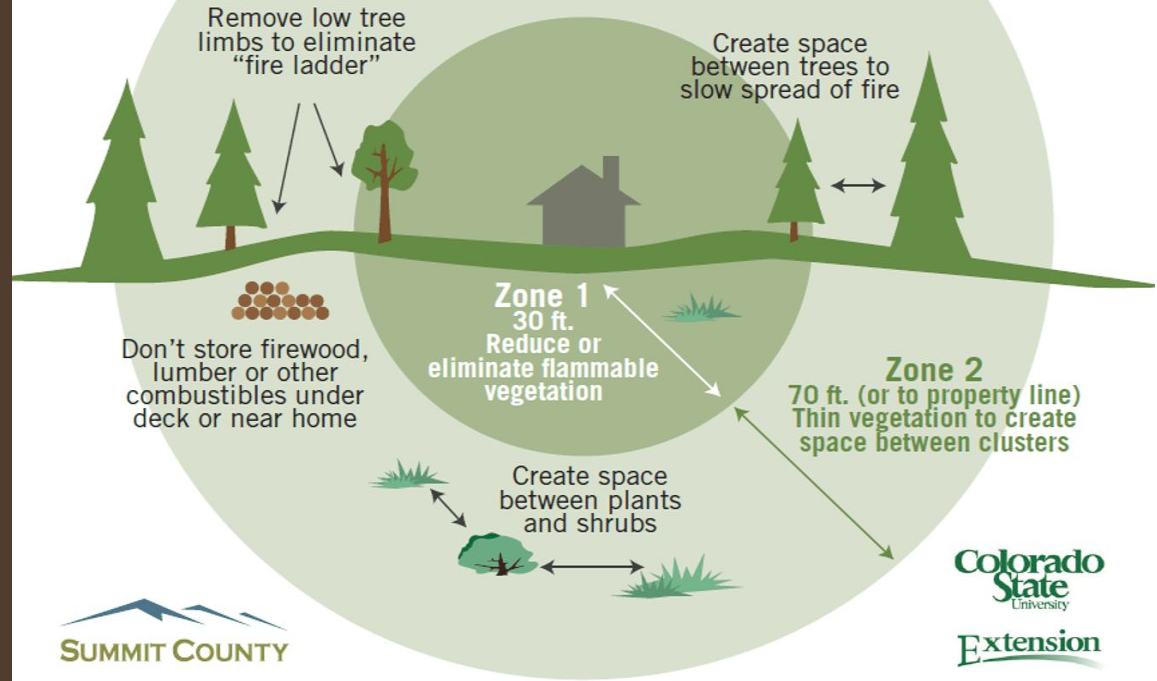 Remove low tree
limbs to eliminate
“fire ladder”
Create space
between trees to
slow spread of fire
Zone 1
30 ft.
Reduce or
eliminate flammable
vegetation
Don’t store firewood,
lumber or other
combustibles under
deck or near home
Zone 2
70 ft. (or to property line)
Thin vegetation to create
space between clusters
Create space
between plants
and shrubs
SUMMIT COUNTY
Colorado
State
University
Extension